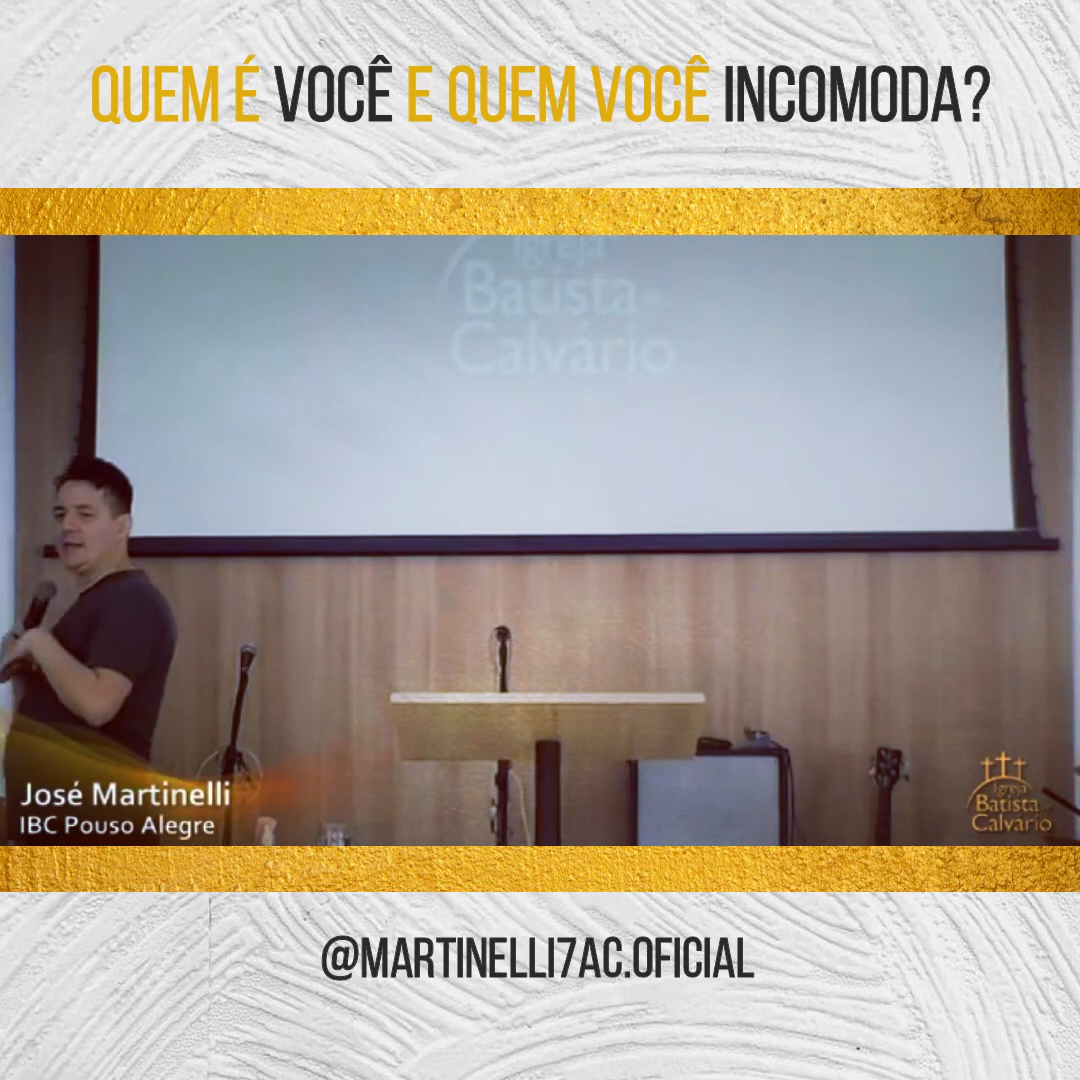 QUEM É VOCÊ E QUEM VOCÊ INCOMODA?
Igreja
Batista
Calvário
José Martinelli
IBC Pouso Alegre
Igreja
Batista
Calvário
@MARTINELLI7AC.OFICIAL